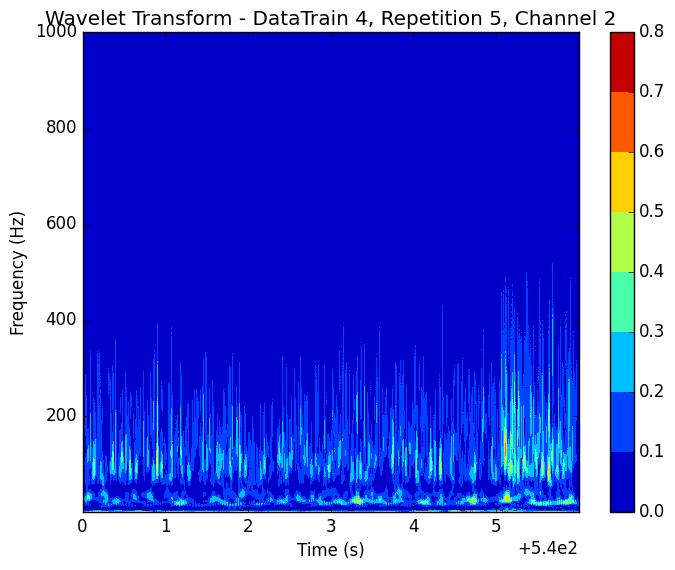 Wavelet Transform - DataTrain 4, Repetition 5, Channel 2
1000
800
600
400
200
Frequency (Hz)
0 1 2 3 4 5
Time (s)
+5.4e2
0.8
0.7
0.6
0.5
0.4
0.3
0.2
0.1
0.0